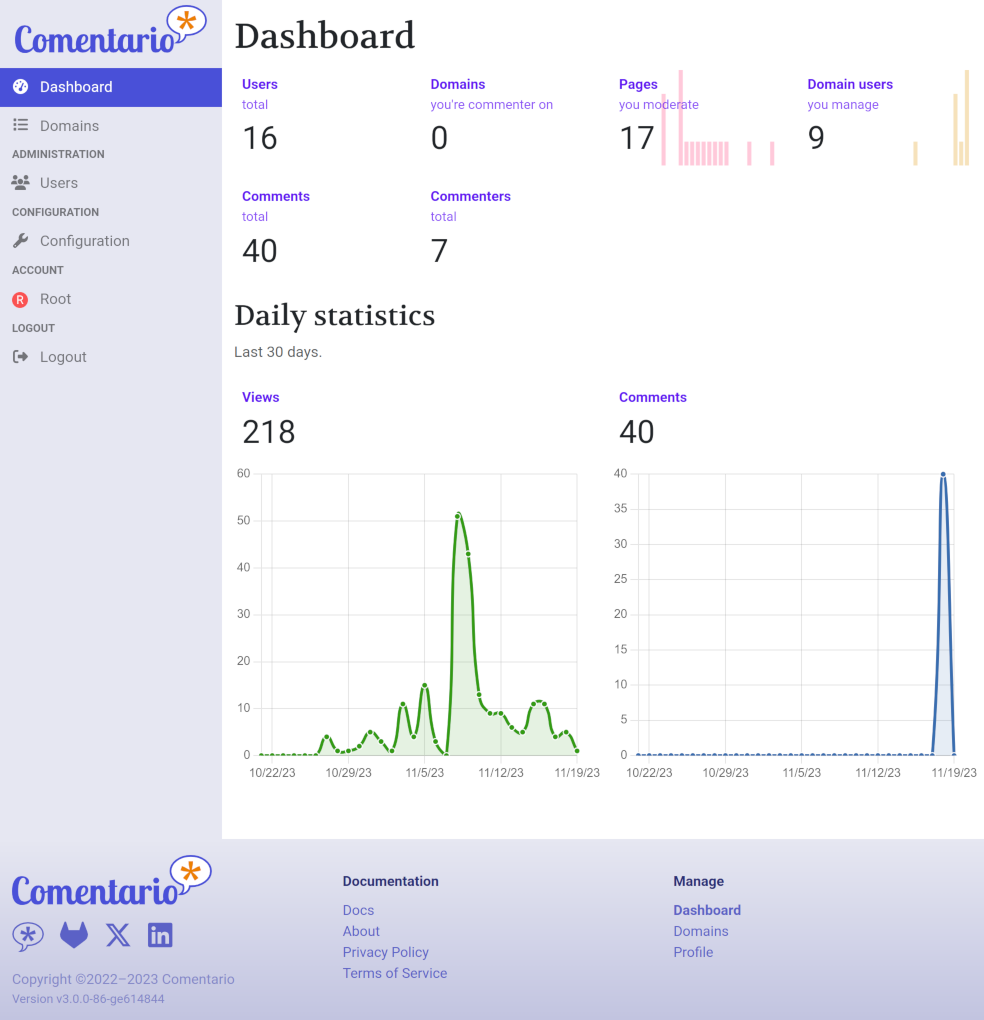 Comentario
Dashboard
Domains
ADMINISTRATION
Users
CONFIGURATION
Configuration
ACCOUNT
R Root
LOGOUT
Logout
Dashboard
Users
total
16
Domains
you're commenter on
0
Pages
you moderate
17
Domain users
you manage
9
Comments
total
40
Commenters
total
7
Daily statistics
Last 30 days.
Views
218
60
50
40
30
20
10
0
10/22/23 10/29/23 11/5/23 11/12/23 11/19/23
Comments
40
40
35
30
25
20
15
10
5
0
10/22/23 10/29/23 11/5/23 11/12/23 11/19/23
Comentario
Copyright ©2022–2023 Comentario
Version v3.0.0-86-ge614844
Documentation
Docs
About
Privacy Policy
Terms of Service
Manage
Dashboard
Domains
Profile